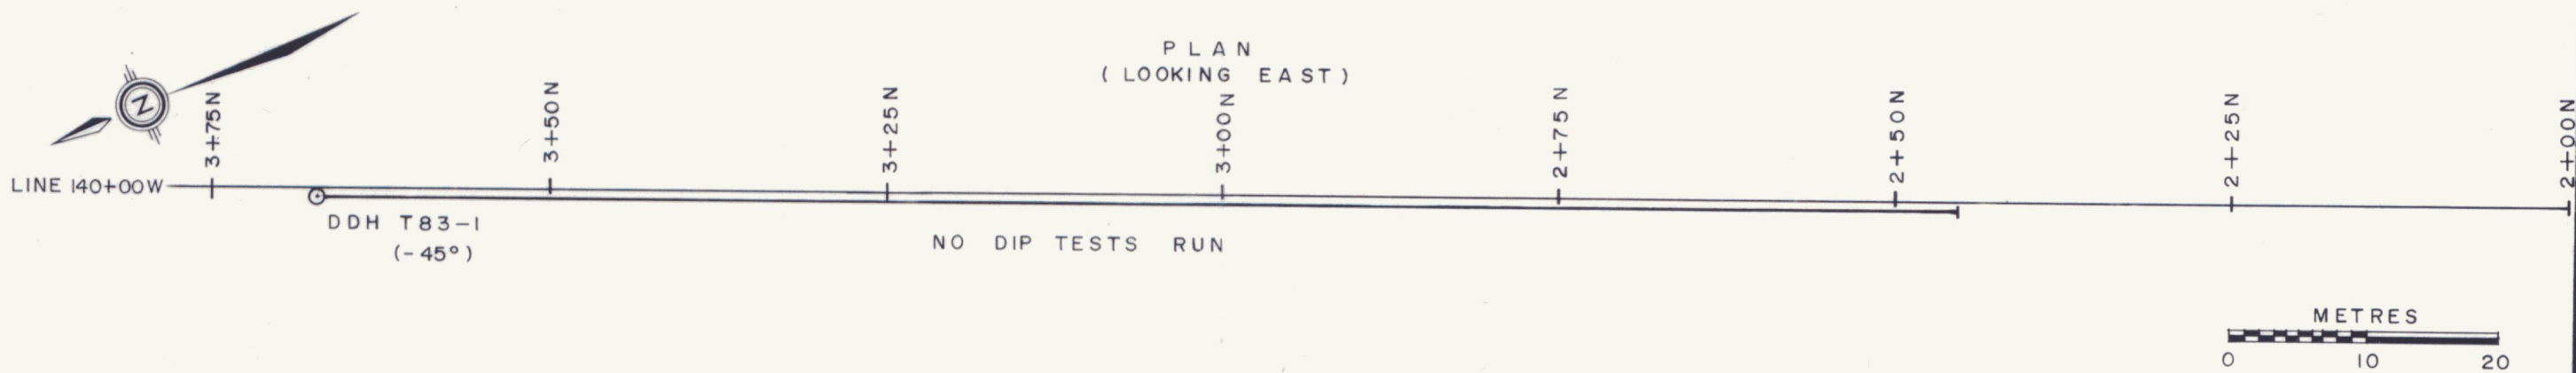 PLAN
(LOOKING EAST)
N
3+75N
3+50N
3+25N
3+00N
2+75N
2+50N
2+25N
2+00N
LINE 140+00W
DDH T83-1
(-45°)
NO DIP TESTS RUN
METRES
0 10 20